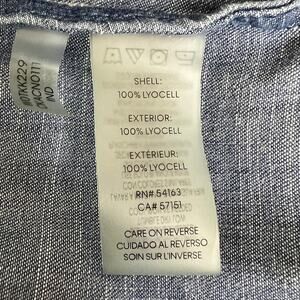 SHELL:
100% LYOCELL
EXTERIOR:
100% LYOCELL
EXTÉRIEUR:
100% LYOCELL
RN# 54163
CA# 57151
CARE ON REVERSE
CUIDADO AL REVERSO
SOIN SUR L'INVERSE
IND